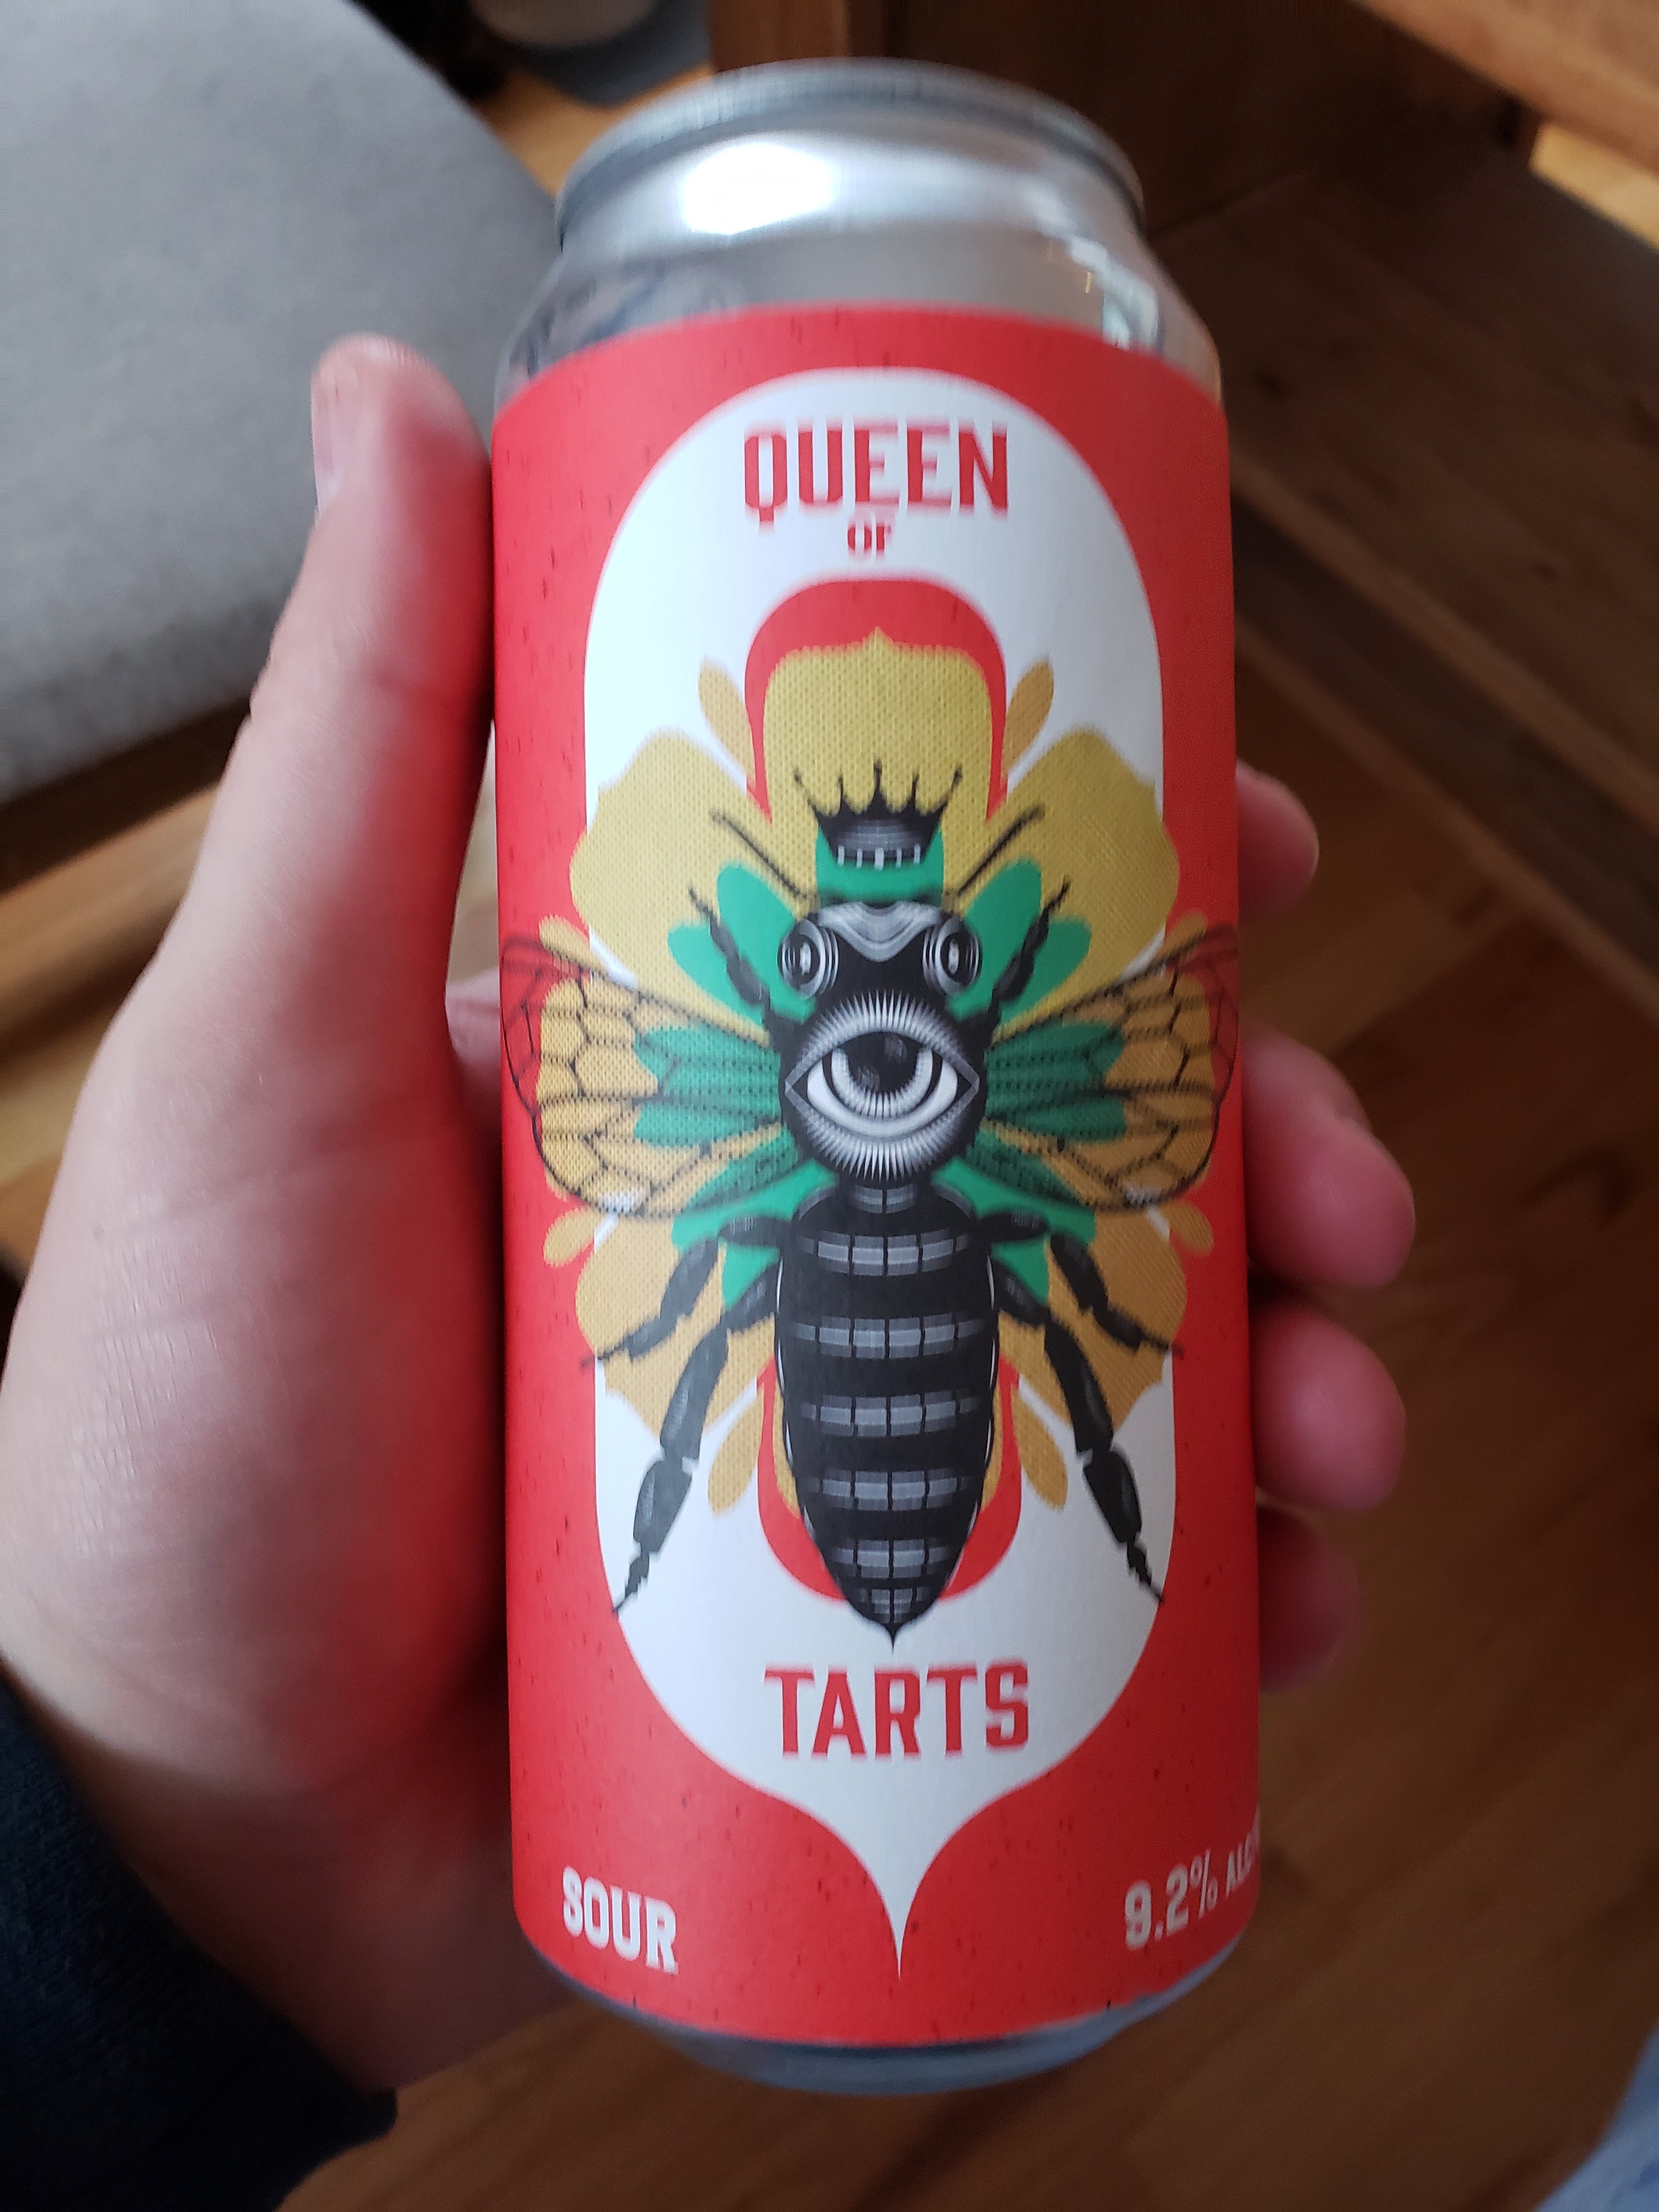 QUEEN
OF
TARTS
SOUR
9.2%